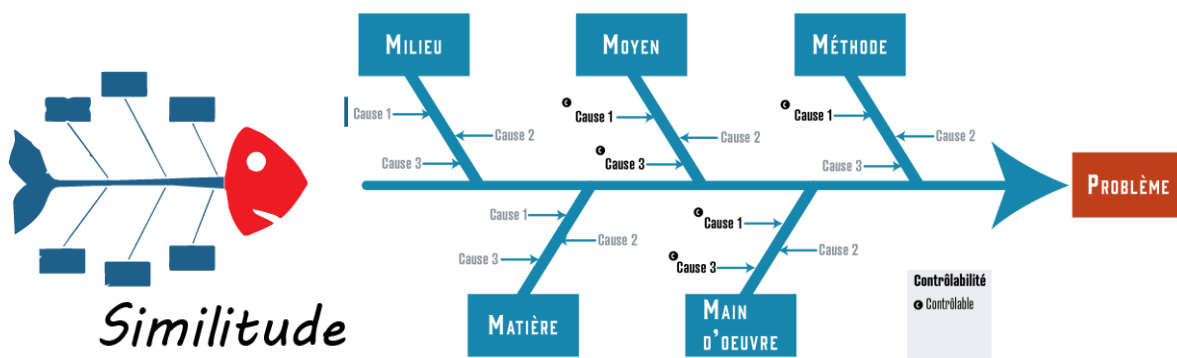 MILIEU
MOYEN
MÉTHODE
Cause 1
Cause 2
Cause 3
C
Cause 1
Cause 2
C
Cause 3
C
Cause 1
Cause 2
Cause 3
PROBLÈME
Cause 1
Cause 2
Cause 3
C
Cause 1
Cause 2
C
Cause 3
MATIÈRE
MAIN
D'OEUVRE
Contrôlabilité
C Contrôlable
Similitude